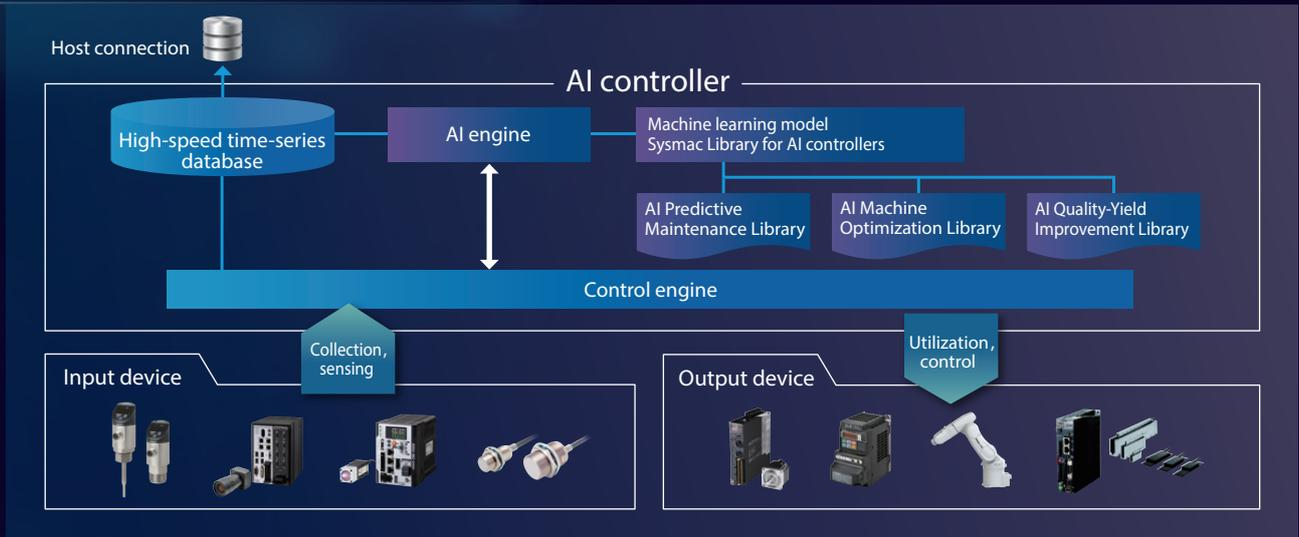 Host connection
AI controller
High-speed time-series
database
AI engine
Machine learning model
Sysmac Library for AI controllers
AI Predictive
Maintenance Library
AI Machine
Optimization Library
AI Quality-Yield
Improvement Library
Control engine
Collection,
sensing
Utilization,
control
Input device
Output device